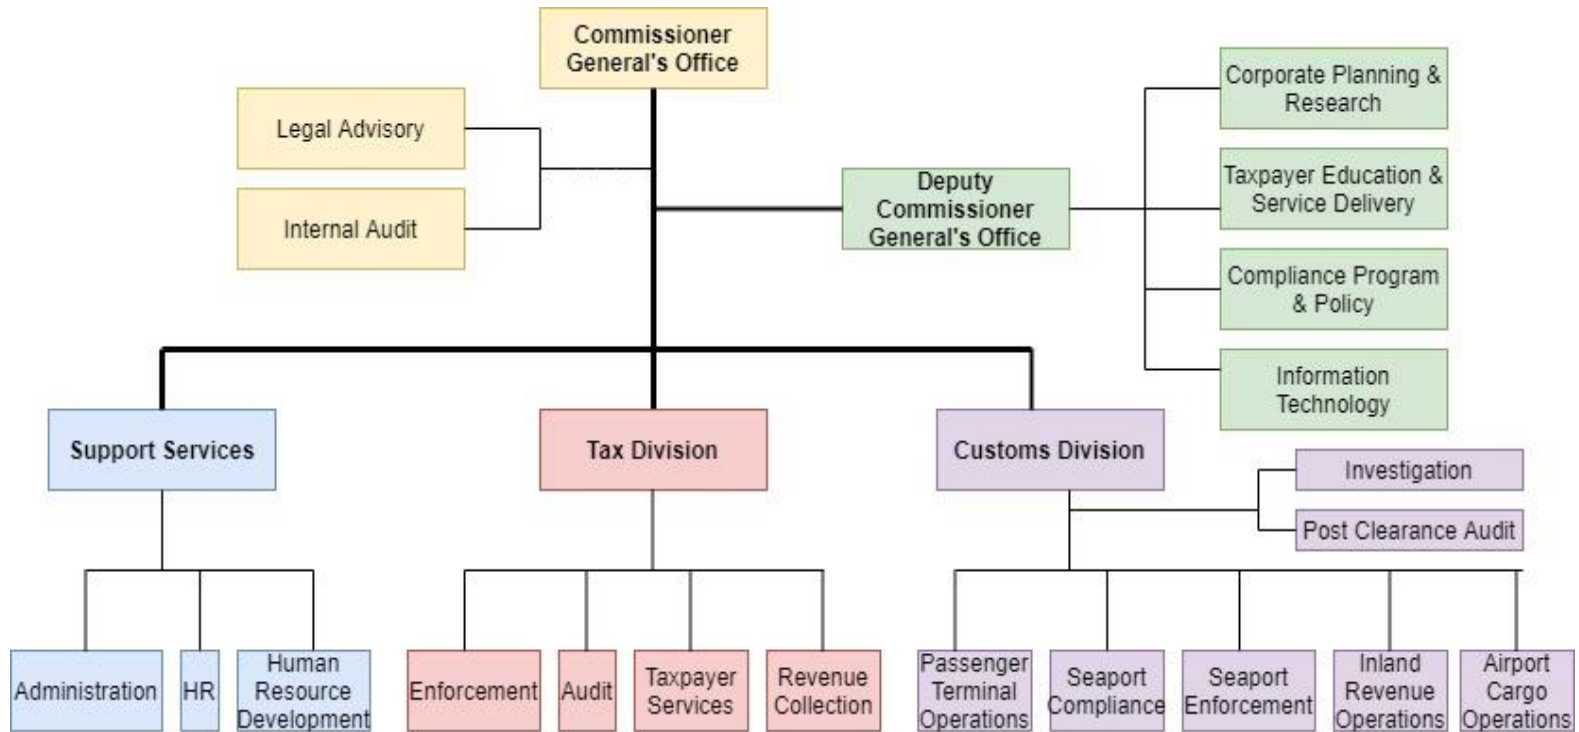 Commissioner
General's Office
Legal Advisory
Internal Audit
Deputy
Commissioner
General's Office
Corporate Planning &
Research
Taxpayer Education &
Service Delivery
Compliance Program
& Policy
Information
Technology
Support Services
Tax Division
Customs Division
Investigation
Post Clearance Audit
Administration
HR
Human
Resource
Development
Enforcement
Audit
Taxpayer
Services
Revenue
Collection
Passenger
Terminal
Operations
Seaport
Compliance
Seaport
Enforcement
Inland
Revenue
Operations
Airport
Cargo
Operations